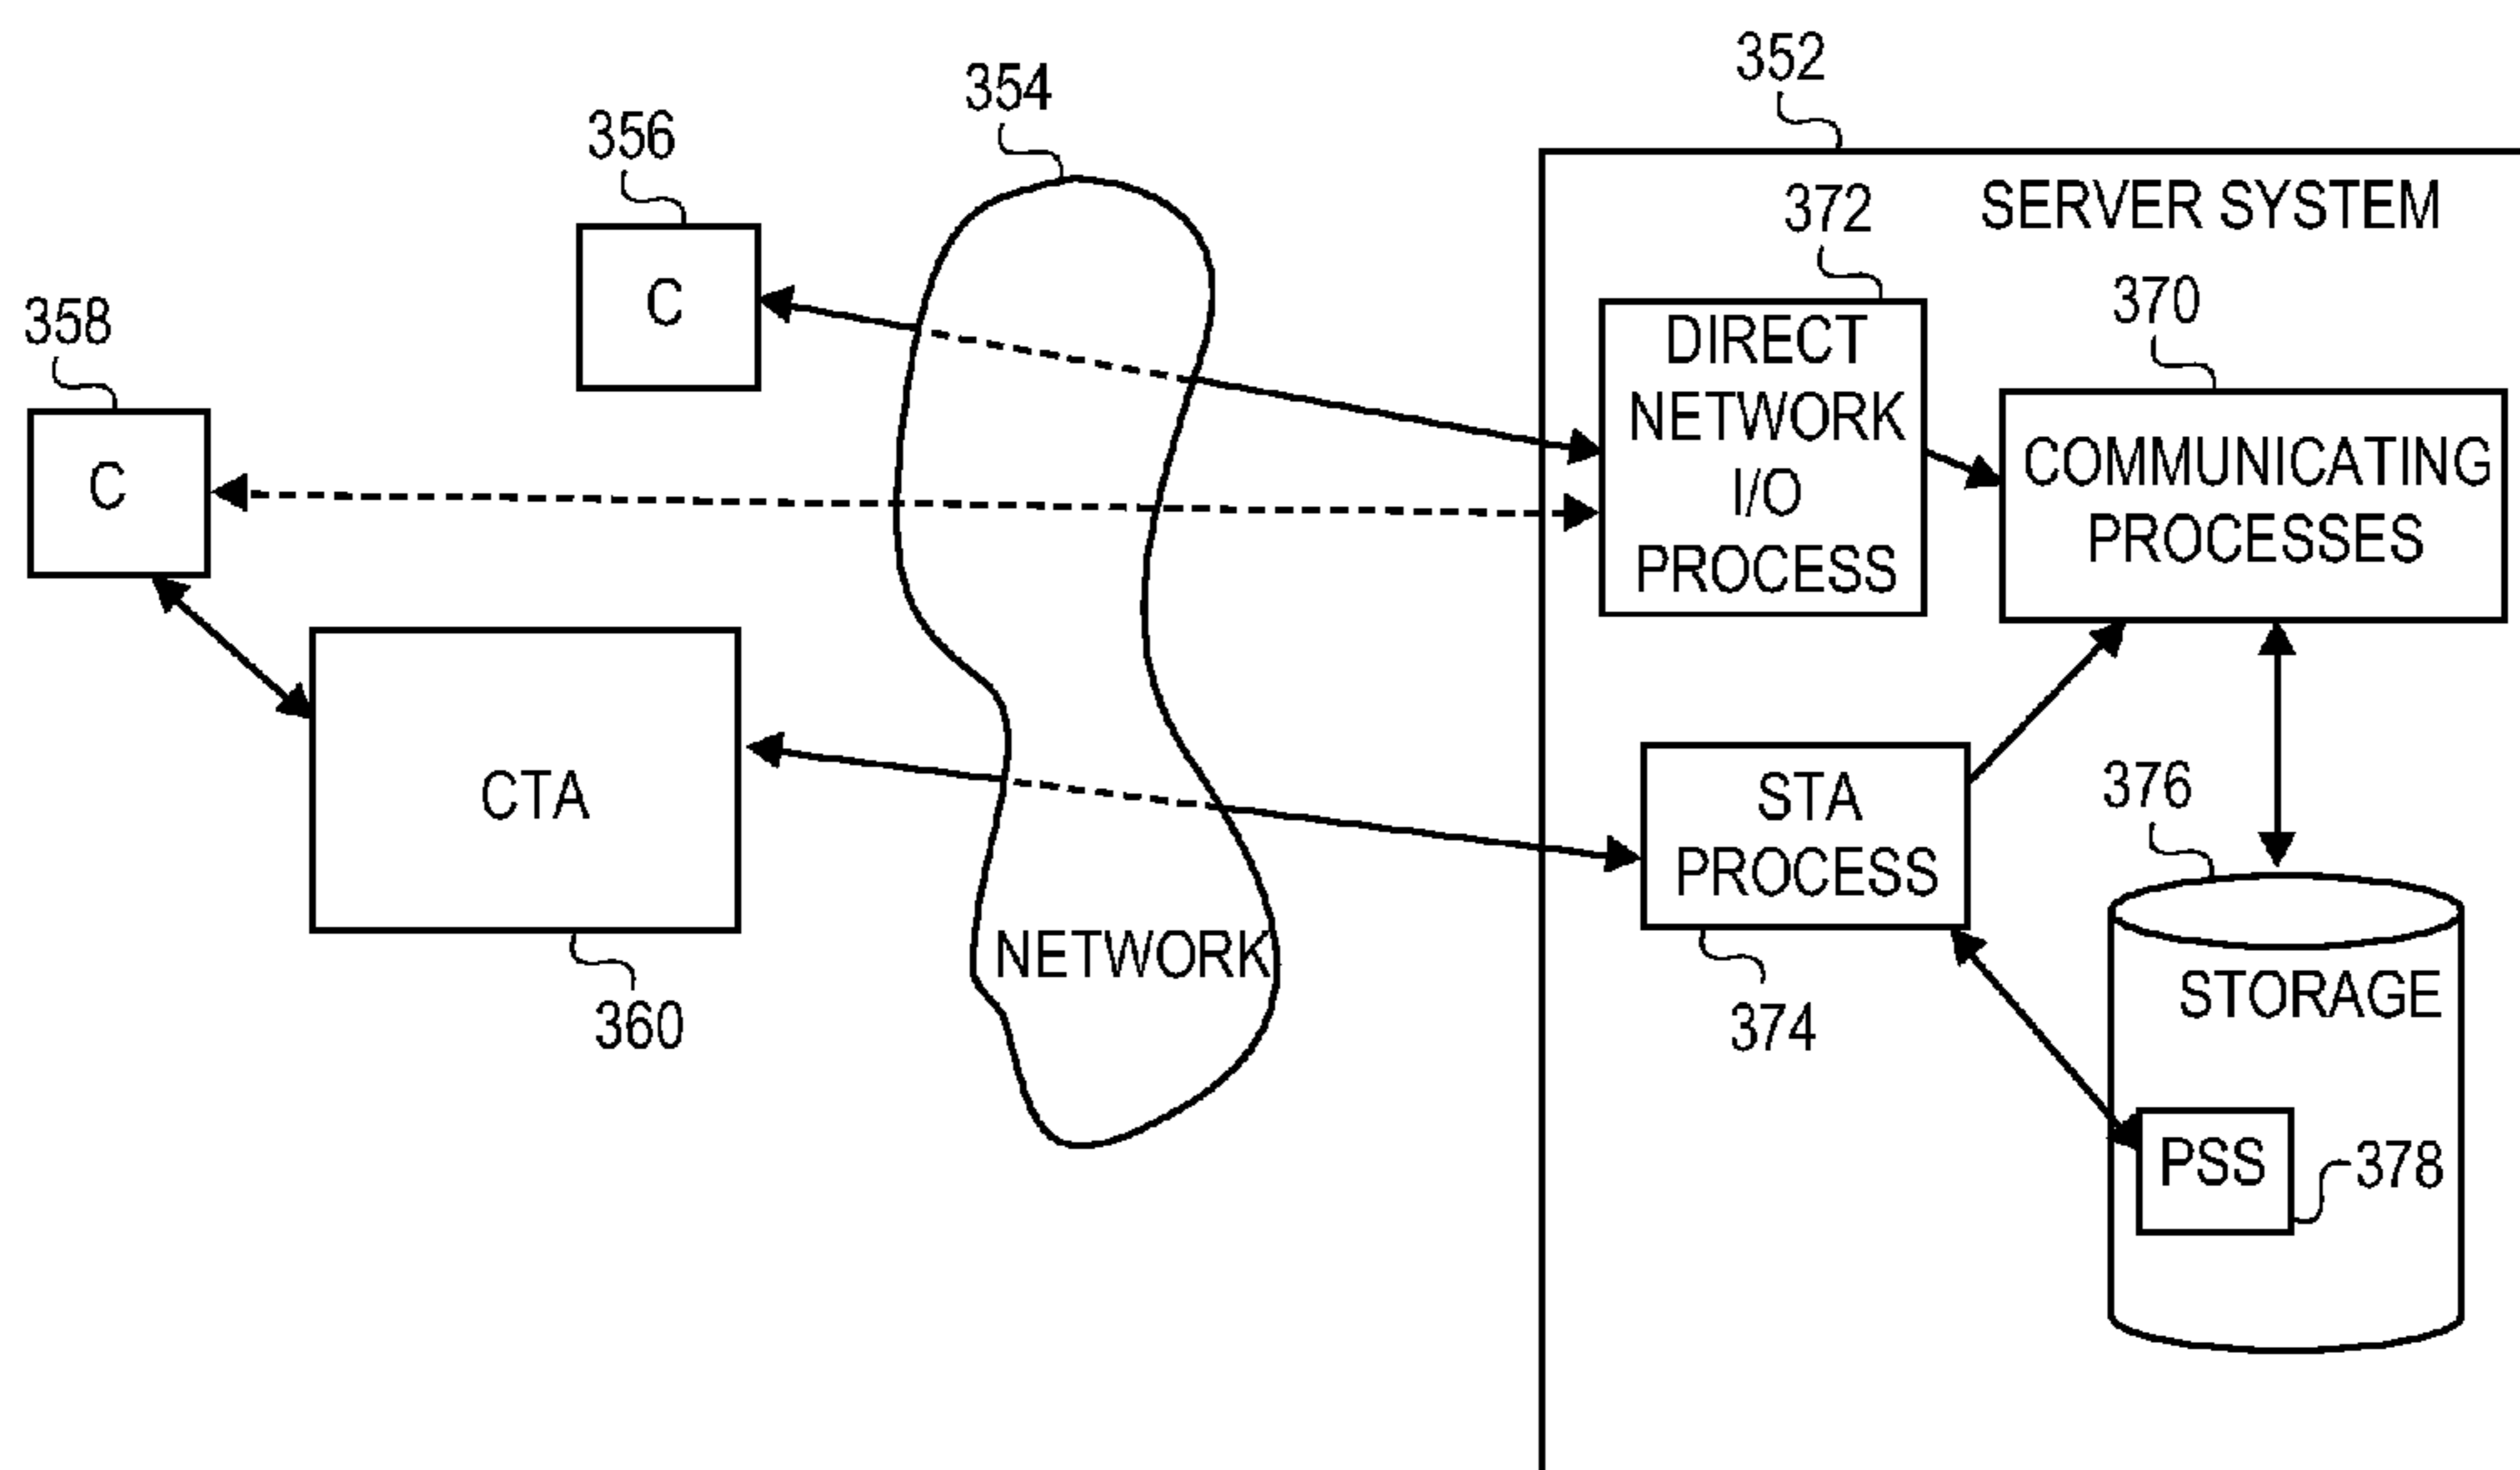 352
354
356
SERVER SYSTEM
372
370
358
C
C
DIRECT
NETWORK
I/O
PROCESS
COMMUNICATING
PROCESSES
CTA
STA
PROCESS
376
NETWORK
STORAGE
360
374
PSS
378